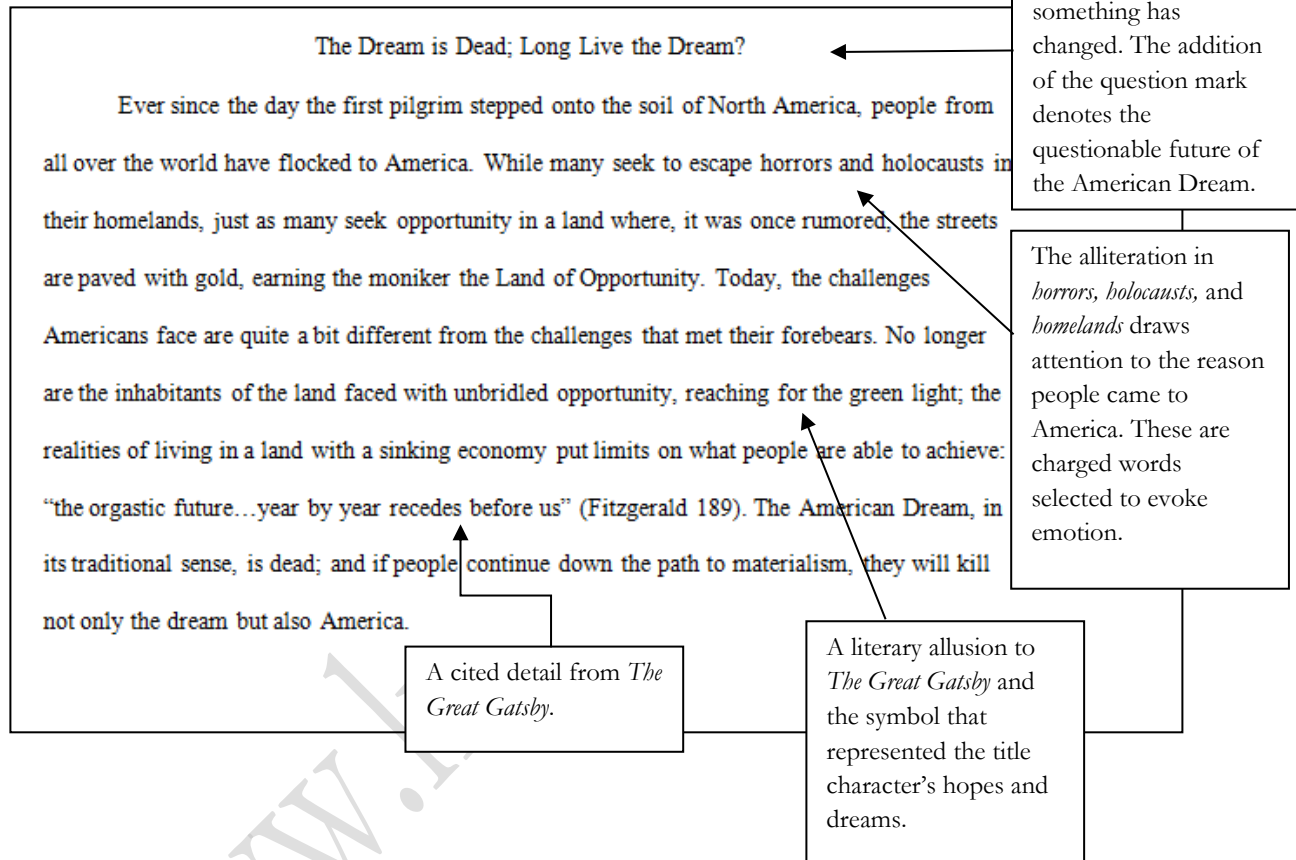 The Dream is Dead; Long Live the Dream?
Ever since the day the first pilgrim stepped onto the soil of North America, people from
all over the world have flocked to America. While many seek to escape horrors and holocausts in
their homelands, just as many seek opportunity in a land where, it was once rumored, the streets
are paved with gold, earning the moniker the Land of Opportunity. Today, the challenges
Americans face are quite a bit different from the challenges that met their forebears. No longer
are the inhabitants of the land faced with unbridled opportunity, reaching for the green light; the
realities of living in a land with a sinking economy put limits on what people are able to achieve:
“the orgastic future…year by year recedes before us” (Fitzgerald 189). The American Dream, in
its traditional sense, is dead; and if people continue down the path to materialism, they will kill
not only the dream but also America.
something has
changed. The addition
of the question mark
denotes the
questionable future of
the American Dream.
The alliteration in
horrors, holocausts, and
homelands draws
attention to the reason
people came to
America. These are
charged words
selected to evoke
emotion.
A cited detail from The
Great Gatsby.
A literary allusion to
The Great Gatsby and
the symbol that
represented the title
character’s hopes and
dreams.